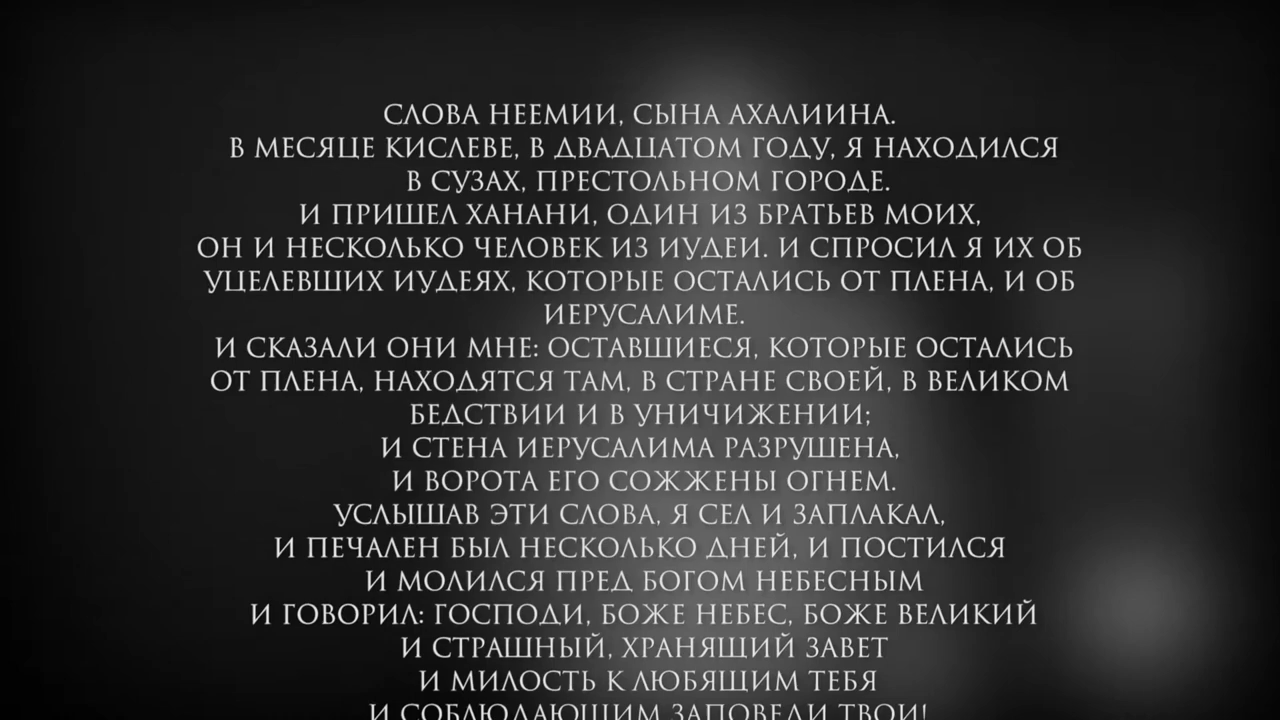 СЛОВА НЕЕМИИ, СЫНА АХАЛИИНА.
В МЕСЯЦЕ КИСЛЕВЕ, В ДВАДЦАТОМ ГОДУ, Я НАХОДИЛСЯ
В СУЗАХ, ПРЕСТОЛЬНОМ ГОРОДЕ.
И ПРИШЕЛ ХАНАНИ, ОДИН ИЗ БРАТЬЕВ МОИХ,
ОН И НЕСКОЛЬКО ЧЕЛОВЕК ИЗ ИУДЕИ. И СПРОСИЛ Я ИХ ОБ
УЦЕЛЕВШИХ ИУДЕЯХ, КОТОРЫЕ ОСТАЛИСЬ ОТ ПЛЕНА, И ОБ
ИЕРУСАЛИМЕ.
И СКАЗАЛИ ОНИ МНЕ: ОСТАВШИЕСЯ, КОТОРЫЕ ОСТАЛИСЬ
ОТ ПЛЕНА, НАХОДЯТСЯ ТАМ, В СТРАНЕ СВОЕЙ, В ВЕЛИКОМ
БЕДСТВИИ И В УНИЧИЖЕНИИ;
И СТЕНА ИЕРУСАЛИМА РАЗРУШЕНА,
И ВОРОТА ЕГО СОЖЖЕНЫ ОГНЕМ.
УСЛЫШАВ ЭТИ СЛОВА, Я СЕЛ И ЗАПЛАКАЛ,
И ПЕЧАЛЕН БЫЛ НЕСКОЛЬКО ДНЕЙ, И ПОСТИЛСЯ
И МОЛИЛСЯ ПРЕД БОГОМ НЕБЕСНЫМ
И ГОВОРИЛ: ГОСПОДИ, БОЖЕ НЕБЕС, БОЖЕ ВЕЛИКИЙ
И СТРАШНЫЙ, ХРАНЯЩИЙ ЗАВЕТ
И МИЛОСТЬ К ЛЮБЯЩИМ ТЕБЯ
И СОБЛЮДАЮЩИМ ЗАПОВЕДИ ТВОИ!